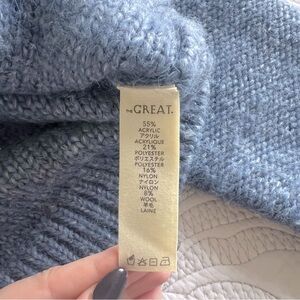 THE GREAT.
55%
ACRYLIC
アクリル
ACRYLIQUE
21%
POLYESTER
ポリエステル
POLYESTER
16%
NYLON
ナイロン
NYLON
8%
WOOL
羊毛
LAINE